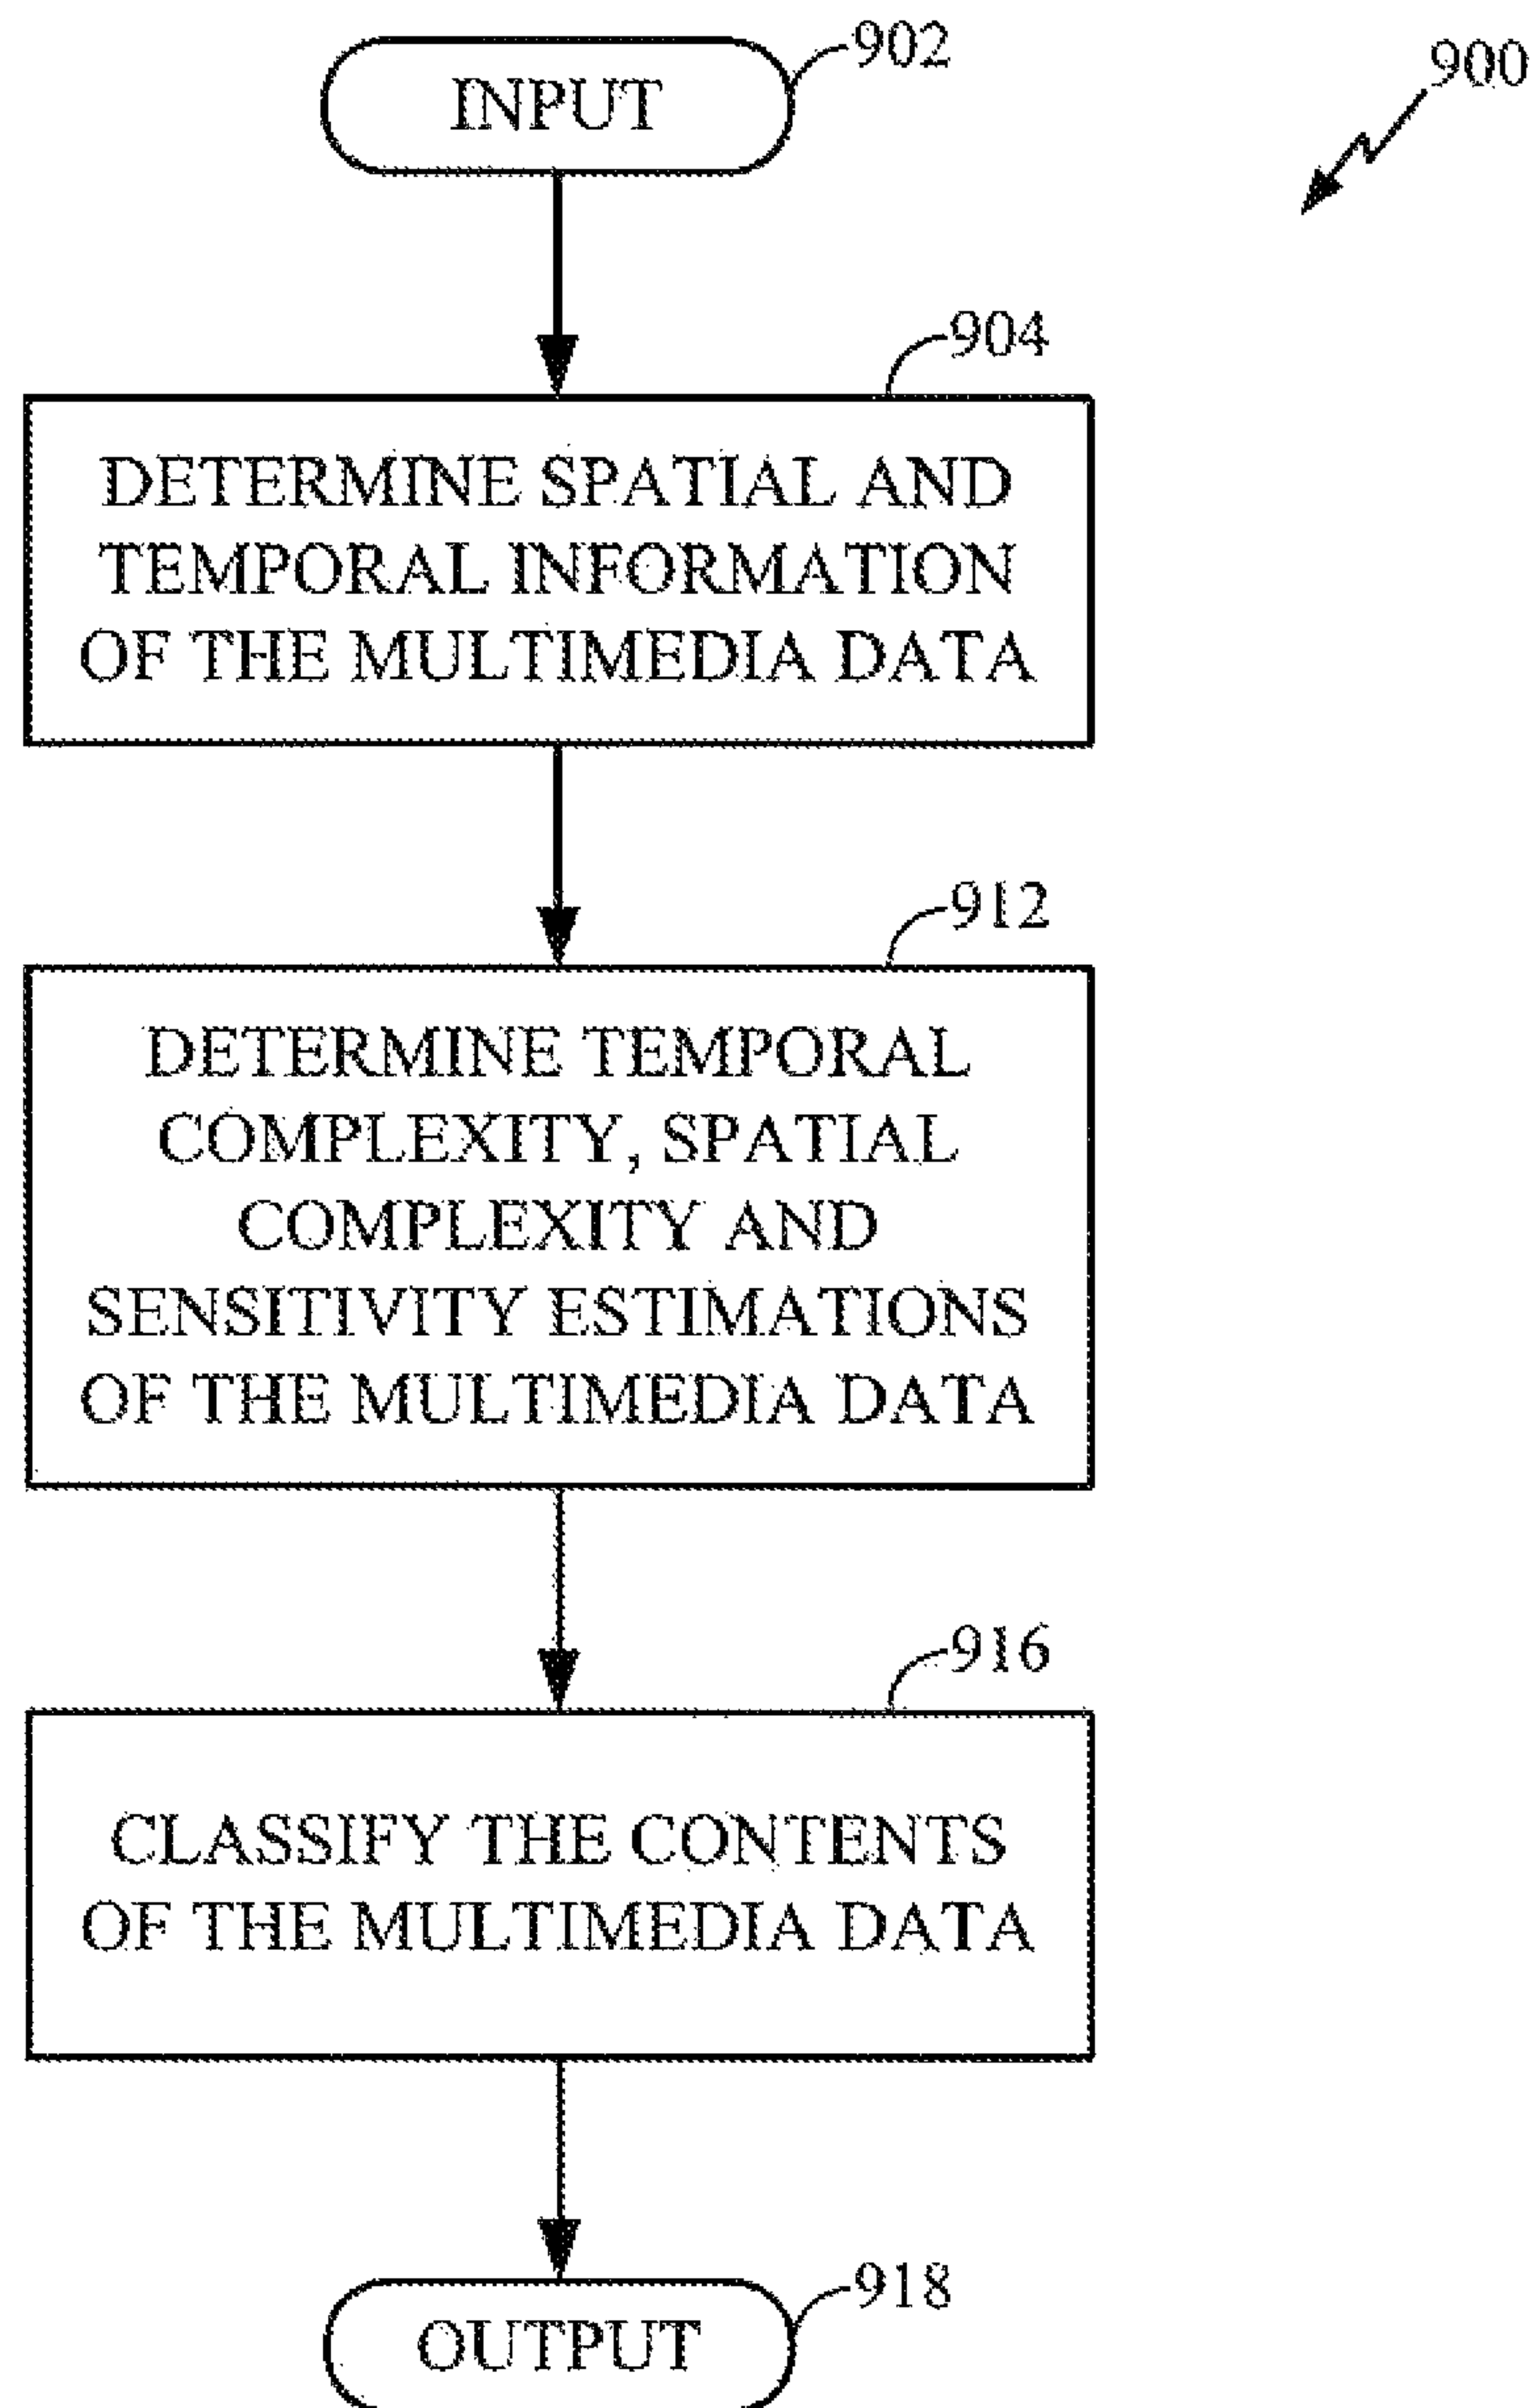 902
INPUT
900
904
DETERMINE SPATIAL AND
TEMPORAL INFORMATION
OF THE MULTIMEDIA DATA
912
DETERMINE TEMPORAL
COMPLEXITY, SPATIAL
COMPLEXITY AND
SENSITIVITY ESTIMATIONS
OF THE MULTIMEDIA DATA
916
CLASSIFY THE CONTENTS
OF THE MULTIMEDIA DATA
918
OUTPUT